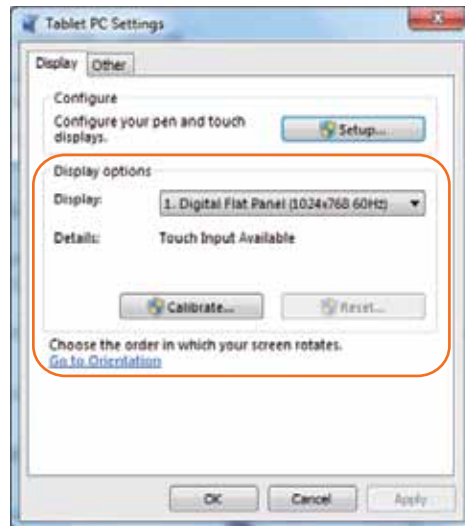 Tablet PC Settings
Display Other
Configure
Configure your pen and touch
displays.
Setup...
Display options
Display: 1. Digital Flat Panel (1024x768 60Hz)
Details: Touch Input Available
Calibrate... Reset...
Choose the order in which your screen rotates.
Go to Orientation
OK Cancel Apply